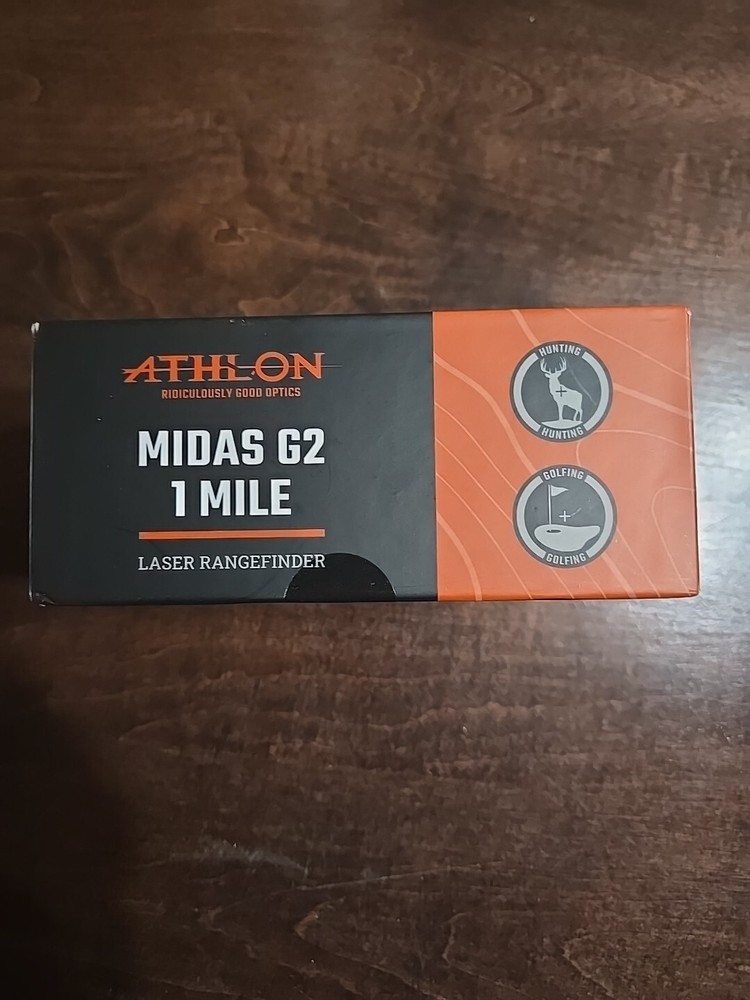 ATHLON
RIDICULOUSLY GOOD OPTICS
MIDAS G2
1 MILE
LASER RANGEFINDER
HUNTING
HUNTING
GOLFING
GOLFING